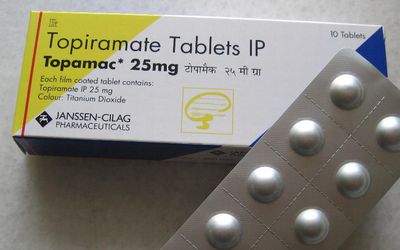 10 Tablets
Topiramate Tablets IP
Topamac* 25mg टोपामैक २५ मी ग्रा
Each film coated tablet contains:
Topiramate IP 25 mg
Colour: Titanium Dioxide
JANSSEN-CILAG
PHARMACEUTICALS